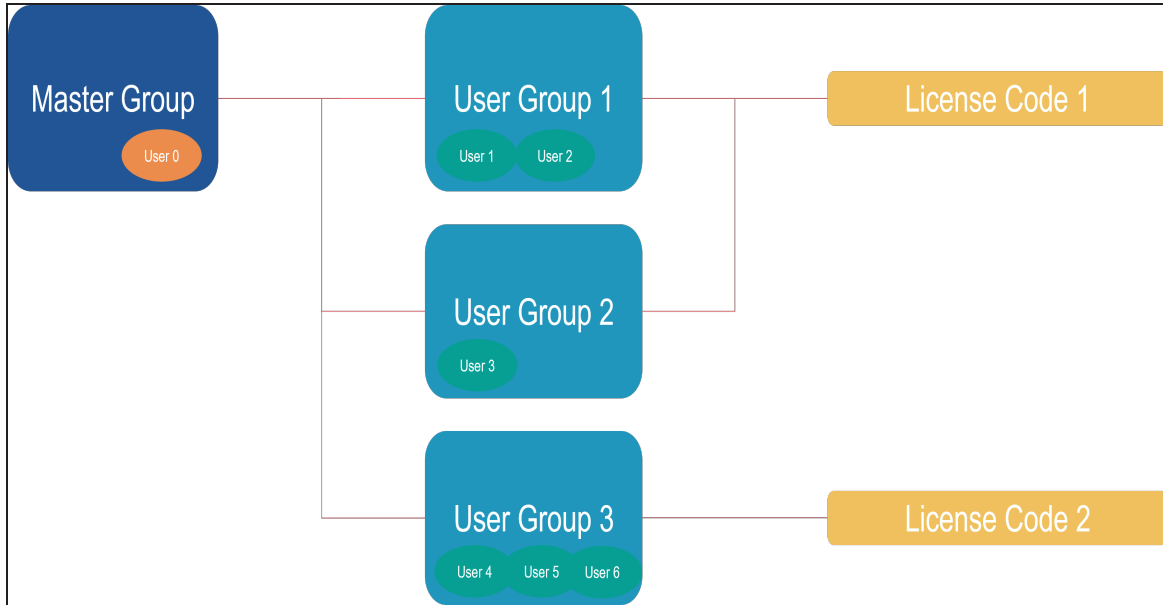 Master Group
User 0
User Group 1
User 1
User 2
License Code 1
User Group 2
User 3
User Group 3
User 4
User 5
User 6
License Code 2